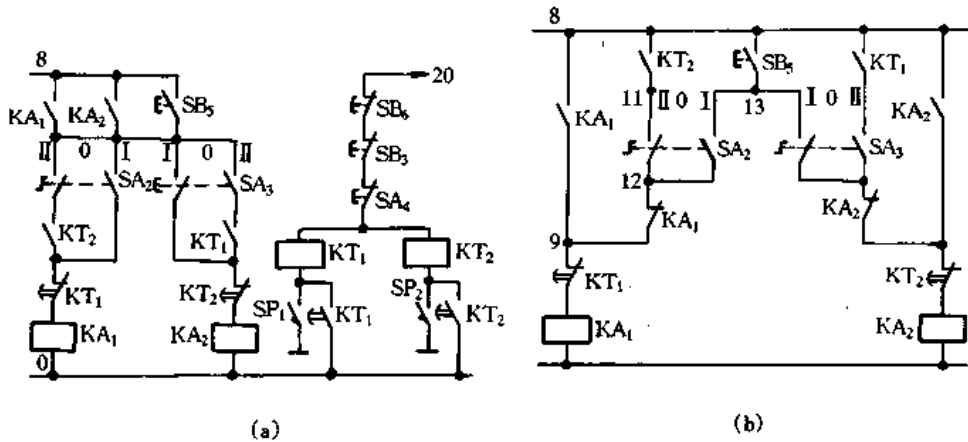 8
20
KA₁ KA₂ SB₅
SB₆
Ⅱ 0 Ⅰ Ⅰ 0 Ⅱ
SB₃
SA₂ SA₃
SA₄
KT₂ KT₁
KT₁ KT₂
KT₁ KT₂
SP₁ KT₁ SP₂ KT₂
KA₁ KA₂
0
(a)
8
KT₂ SB₅ KT₁
11 Ⅱ 0 Ⅰ 13 Ⅰ 0 Ⅱ
KA₁ KA₂
SA₂ SA₃
12
KA₁ KA₂
9
KT₁ KT₂
KA₁ KA₂
(b)